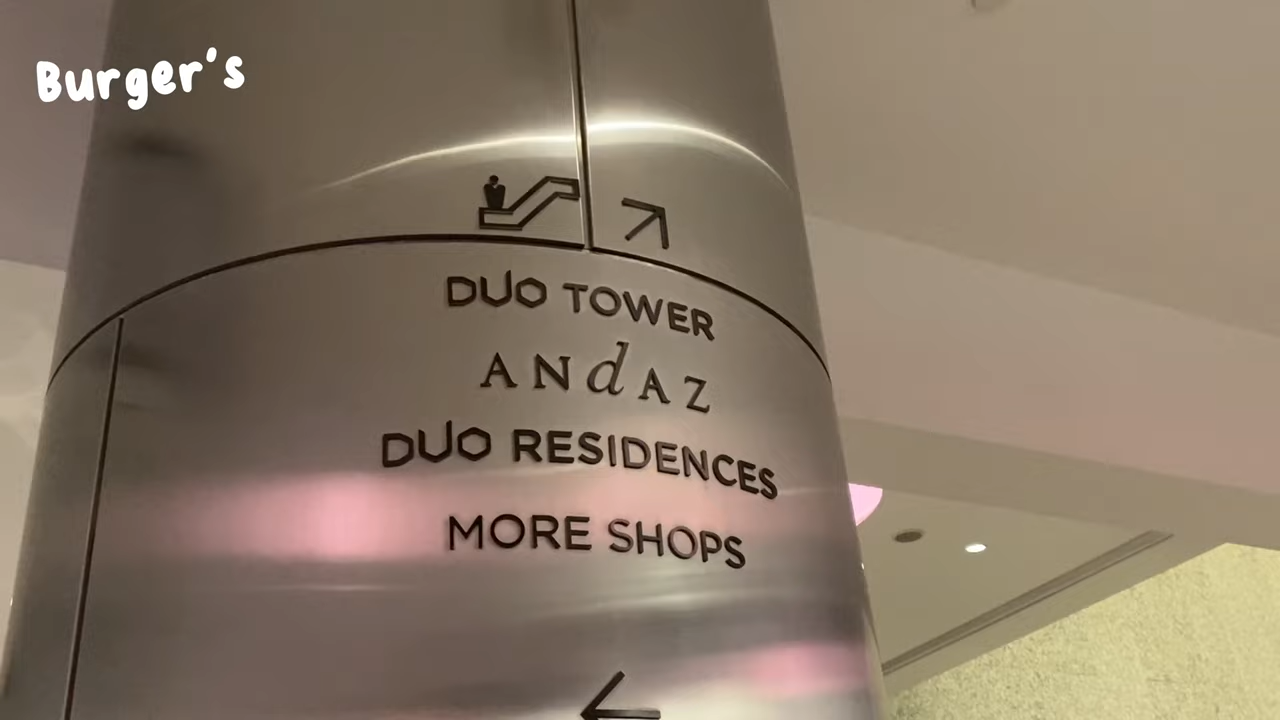 Burger's
DUO TOWER
ANdAZ
DUO RESIDENCES
MORE SHOPS